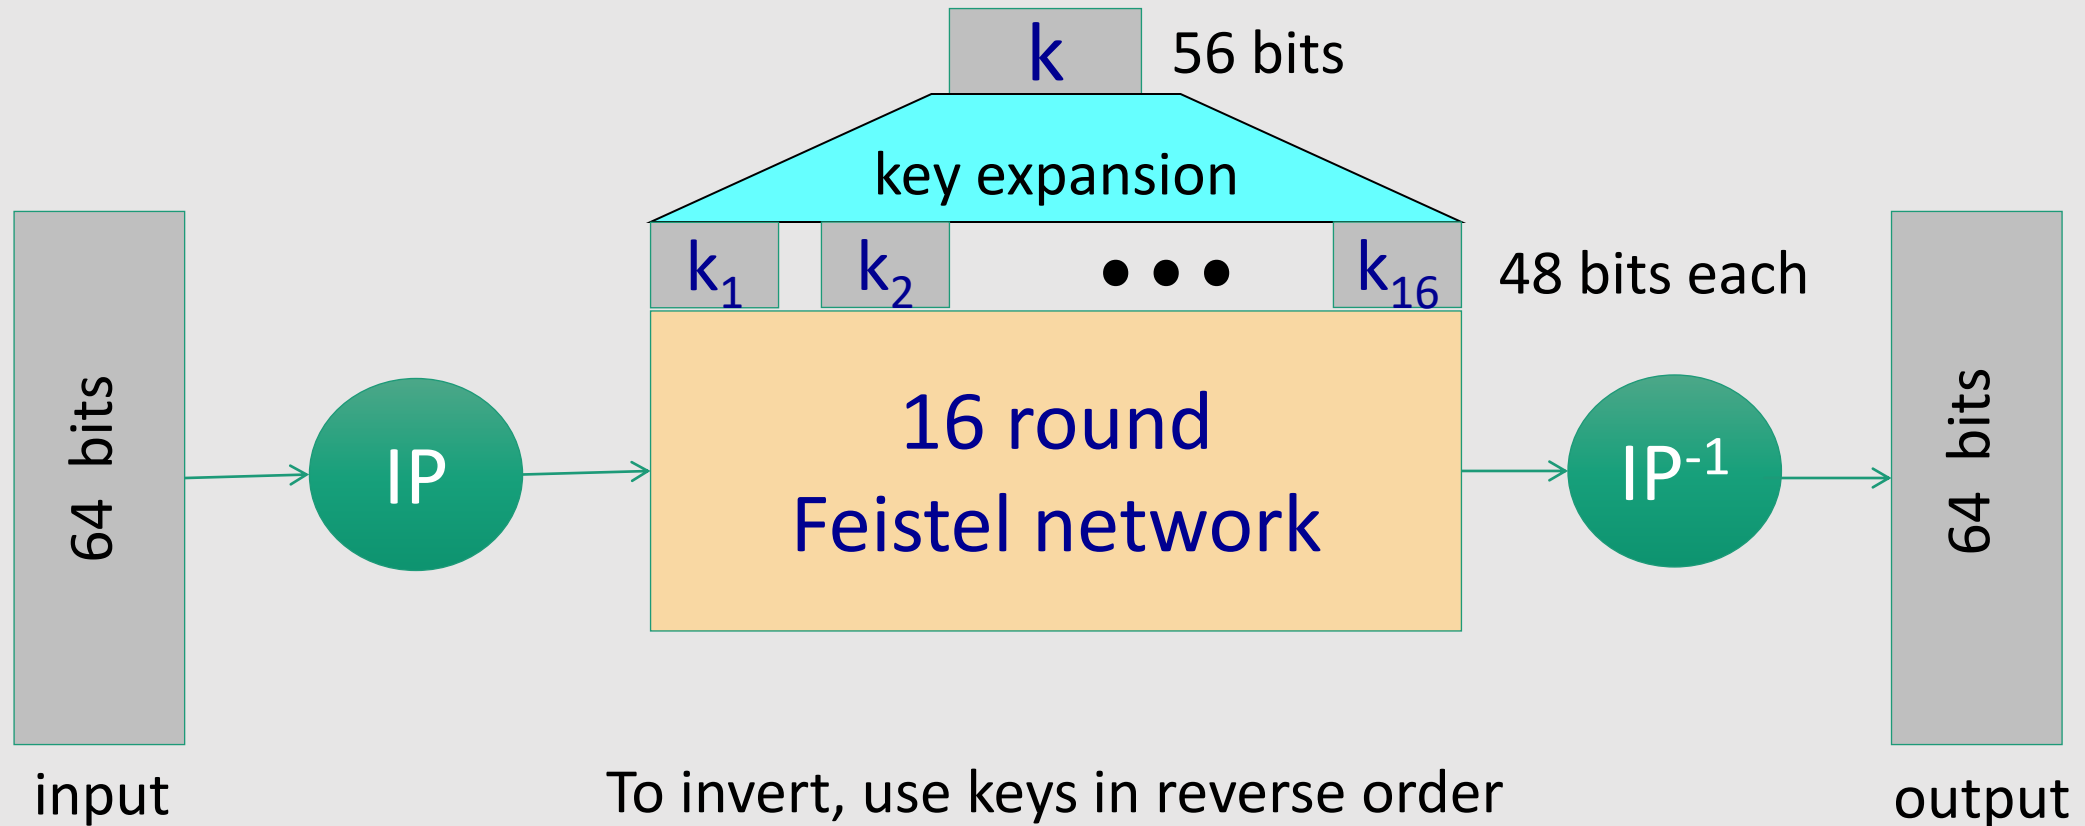 k 56 bits
key expansion
k₁ k₂ ••• k₁₆ 48 bits each
64 bits
IP
16 round
Feistel network
IP⁻¹
64 bits
input
To invert, use keys in reverse order
output